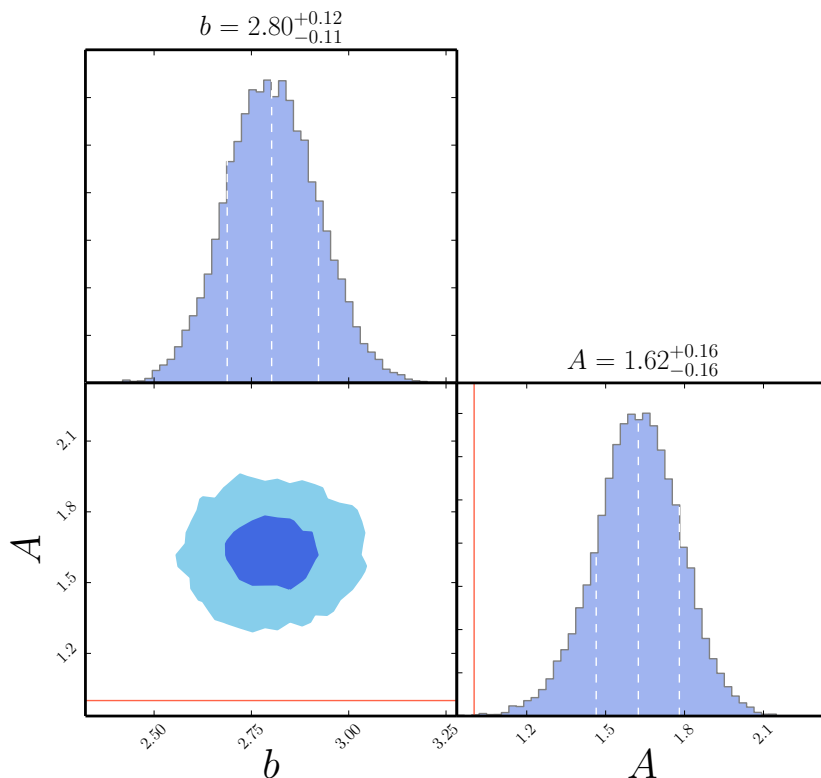 b = 2.80^{+0.12}_{-0.11}
A = 1.62^{+0.16}_{-0.16}
A
2.1
1.8
1.5
1.2
2.50 2.75 3.00 3.25
1.2 1.5 1.8 2.1
b A